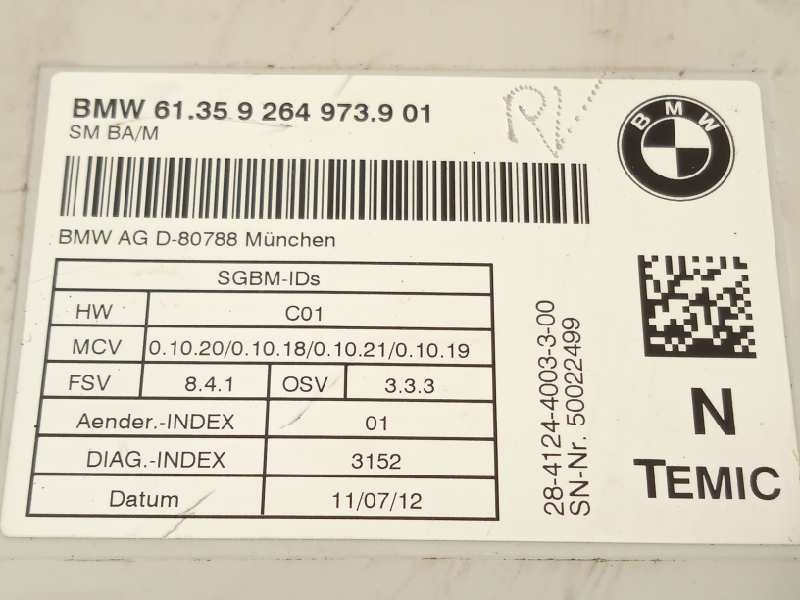 BMW 61.35 9 264 973.9 01
SM BA/M
BMW
BMW AG D-80788 München
SGBM-IDs
HW C01
MCV 0.10.20/0.10.18/0.10.21/0.10.19
FSV 8.4.1 OSV 3.3.3
Aender.-INDEX 01
DIAG.-INDEX 3152
Datum 11/07/12
28-4124-4003-3-00
SN-Nr. 50022499
N
TEMIC